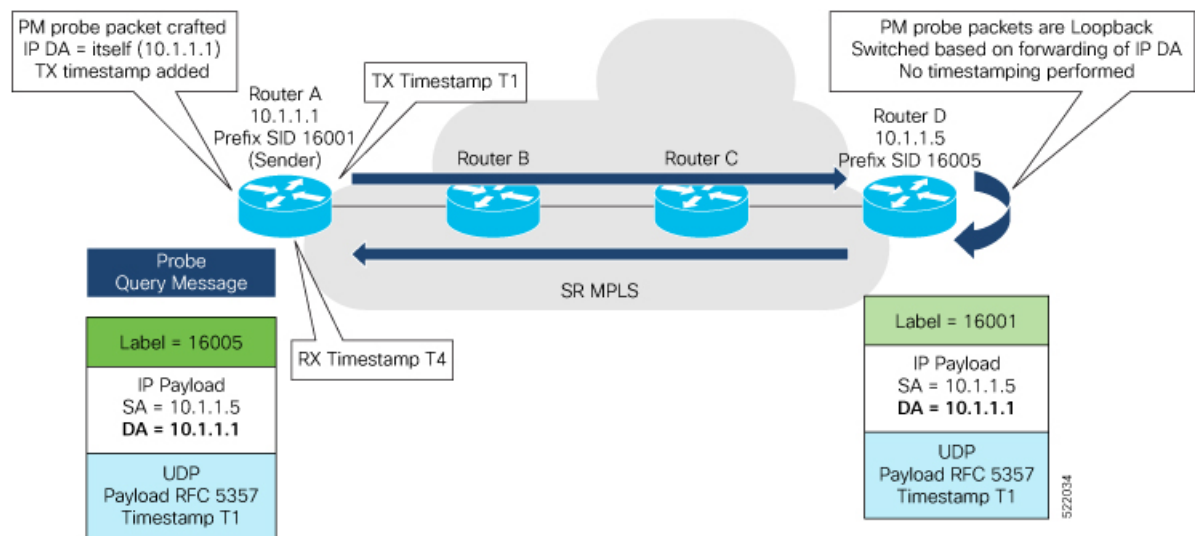 PM probe packet crafted
IP DA = itself (10.1.1.1)
TX timestamp added
Router A
10.1.1.1
Prefix SID 16001
(Sender)
TX Timestamp T1
Router B
Router C
PM probe packets are Loopback
Switched based on forwarding of IP DA
No timestamping performed
Router D
10.1.1.5
Prefix SID 16005
SR MPLS
RX Timestamp T4
Probe
Query Message
Label = 16005
IP Payload
SA = 10.1.1.5
DA = 10.1.1.1
UDP
Payload RFC 5357
Timestamp T1
Label = 16001
IP Payload
SA = 10.1.1.5
DA = 10.1.1.1
UDP
Payload RFC 5357
Timestamp T1
522034